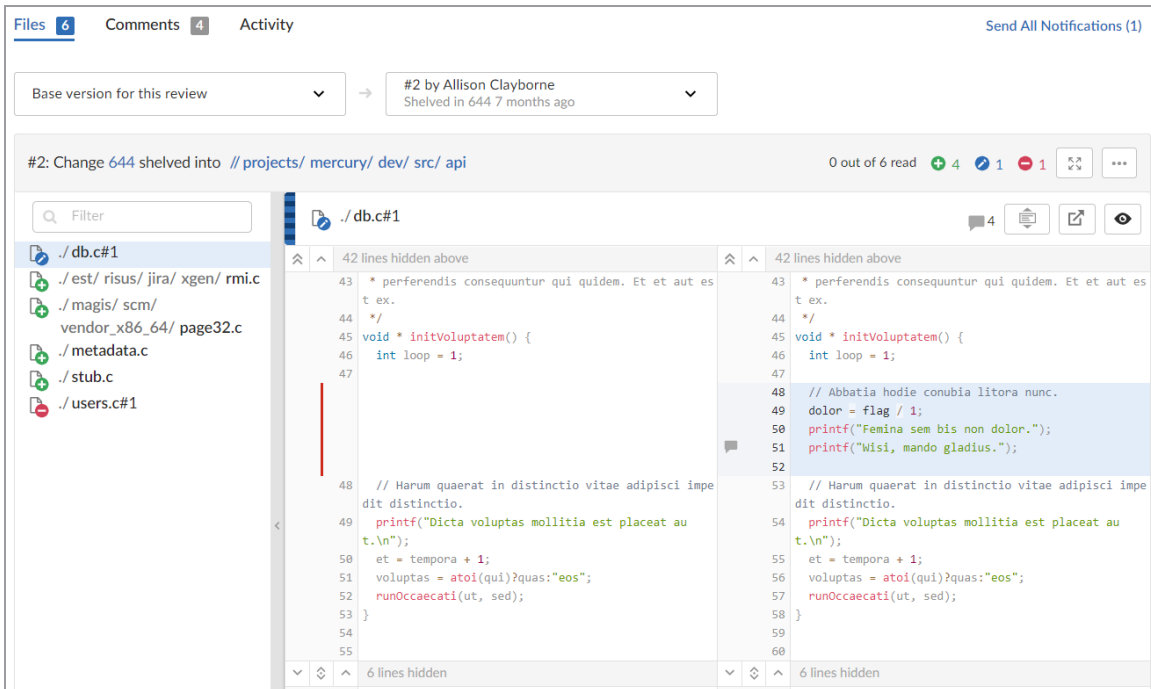 Files 6 Comments 4 Activity Send All Notifications (1)
Base version for this review
#2 by Allison Clayborne
Shelved in 644 7 months ago
#2: Change 644 shelved into // projects/ mercury/ dev/ src/ api 0 out of 6 read 4 1 1
Filter
./ db.c#1
./ est/ risus/ jira/ xgen/ rmi.c
./ magis/ scm/
vendor_x86_64/ page32.c
./ metadata.c
./ stub.c
./ users.c#1
./ db.c#1 4
42 lines hidden above
43 * perferendis consequuntur qui quidem. Et et aut es
t ex.
44 */
45 void * initVoluptatem() {
46 int loop = 1;
47
48 // Harum quaerat in distinctio vitae adipisci impe
dit distinctio.
49 printf("Dicta voluptas mollitia est placeat au
t.\n");
50 et = tempora + 1;
51 voluptas = atoi(qui)?quas:"eos";
52 runOccaecati(ut, sed);
53 }
54
55
6 lines hidden
42 lines hidden above
43 * perferendis consequuntur qui quidem. Et et aut es
t ex.
44 */
45 void * initVoluptatem() {
46 int loop = 1;
47
48 // Abbatia hodie conubia litora nunc.
49 dolor = flag / 1;
50 printf("Femina sem bis non dolor.");
51 printf("Wisi, mando gladius.");
52
53 // Harum quaerat in distinctio vitae adipisci impe
dit distinctio.
54 printf("Dicta voluptas mollitia est placeat au
t.\n");
55 et = tempora + 1;
56 voluptas = atoi(qui)?quas:"eos";
57 runOccaecati(ut, sed);
58 }
59
60
6 lines hidden